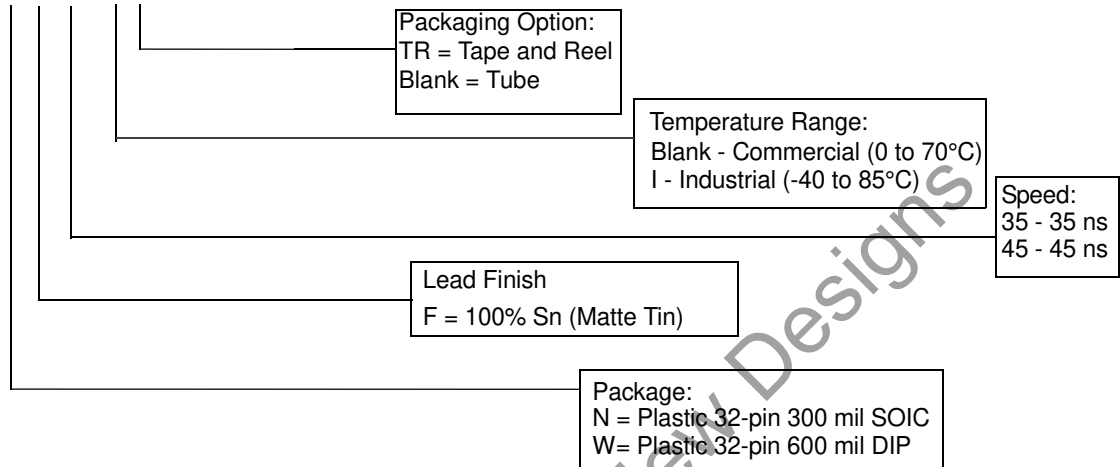 Packaging Option:
TR = Tape and Reel
Blank = Tube
Temperature Range:
Blank - Commercial (0 to 70°C)
I - Industrial (-40 to 85°C)
Speed:
35 - 35 ns
45 - 45 ns
Lead Finish
F = 100% Sn (Matte Tin)
Package:
N = Plastic 32-pin 300 mil SOIC
W= Plastic 32-pin 600 mil DIP
Designs